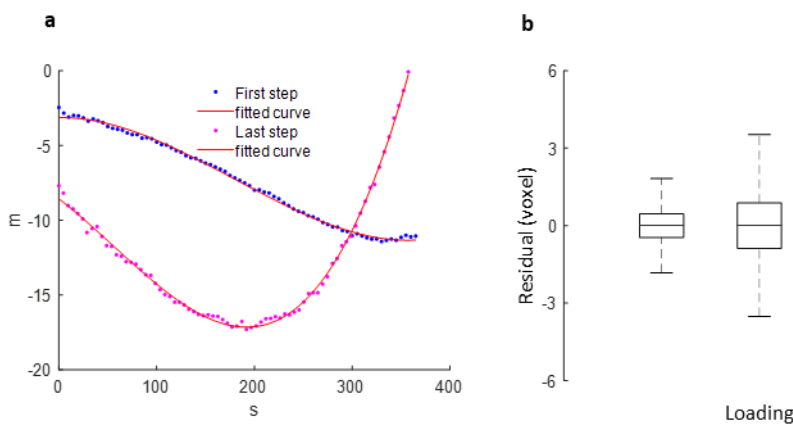 a
0
-5
-10
-15
-20
m
0
100
200
300
400
s
First step
fitted curve
Last step
fitted curve
b
6
3
0
-3
-6
Residual (voxel)
Loading